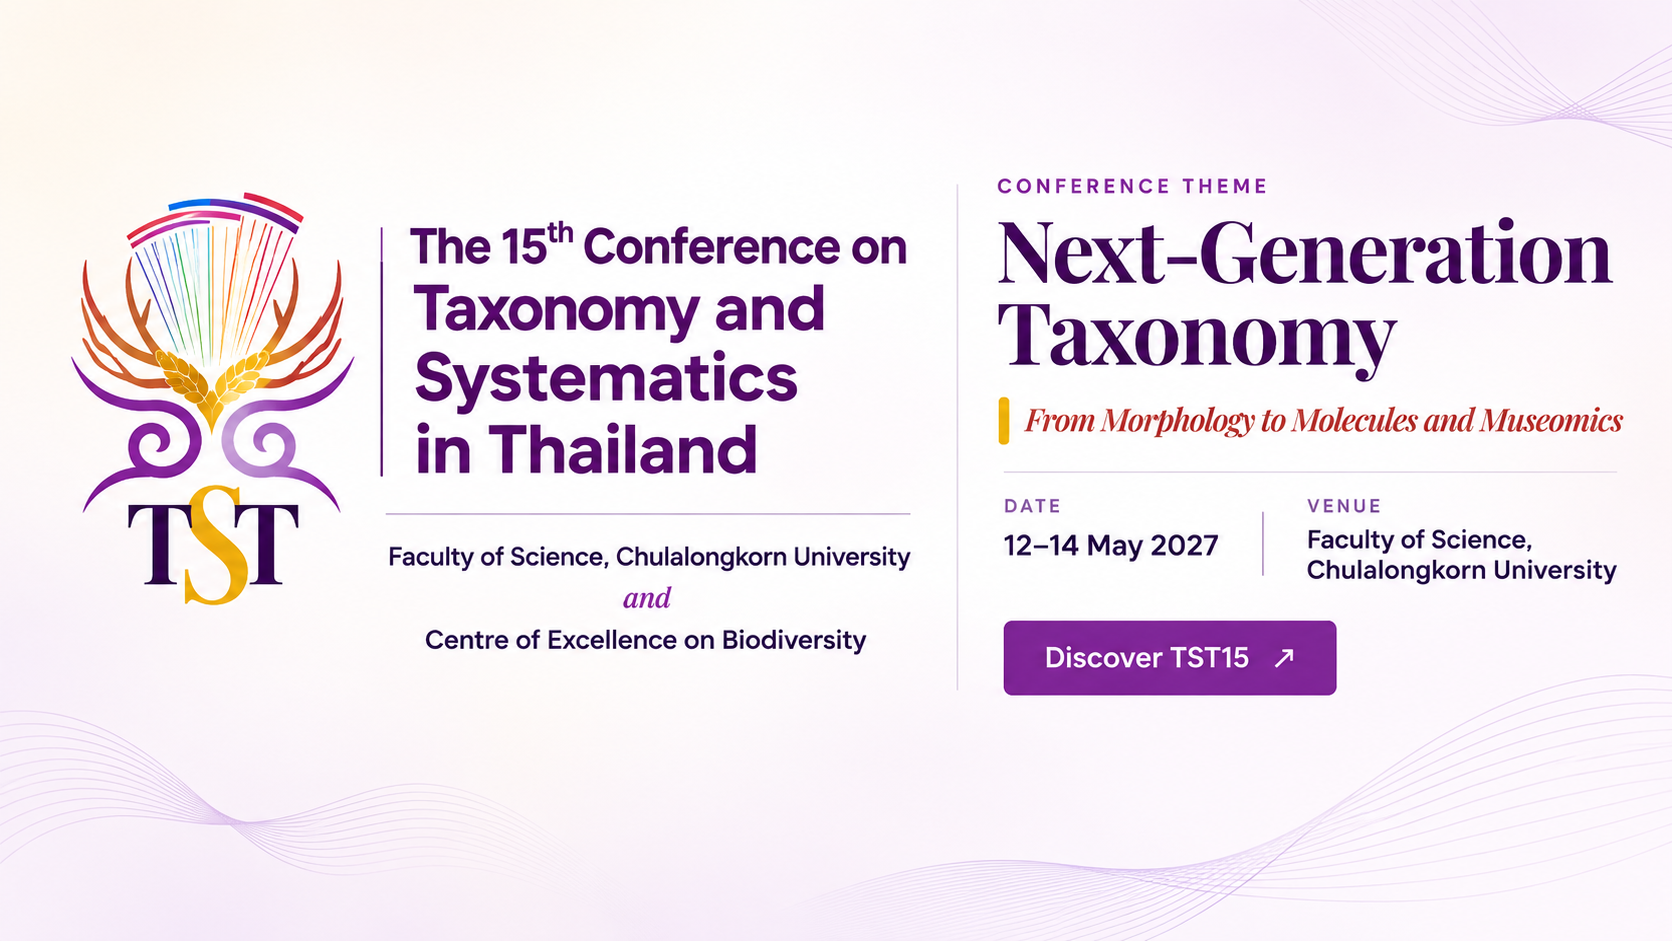 TST
The 15th Conference on
Taxonomy and
Systematics
in Thailand
Faculty of Science, Chulalongkorn University
and
Centre of Excellence on Biodiversity
CONFERENCE THEME
Next-Generation
Taxonomy
From Morphology to Molecules and Museomics
DATE
12–14 May 2027
VENUE
Faculty of Science,
Chulalongkorn University
Discover TST15 ↗